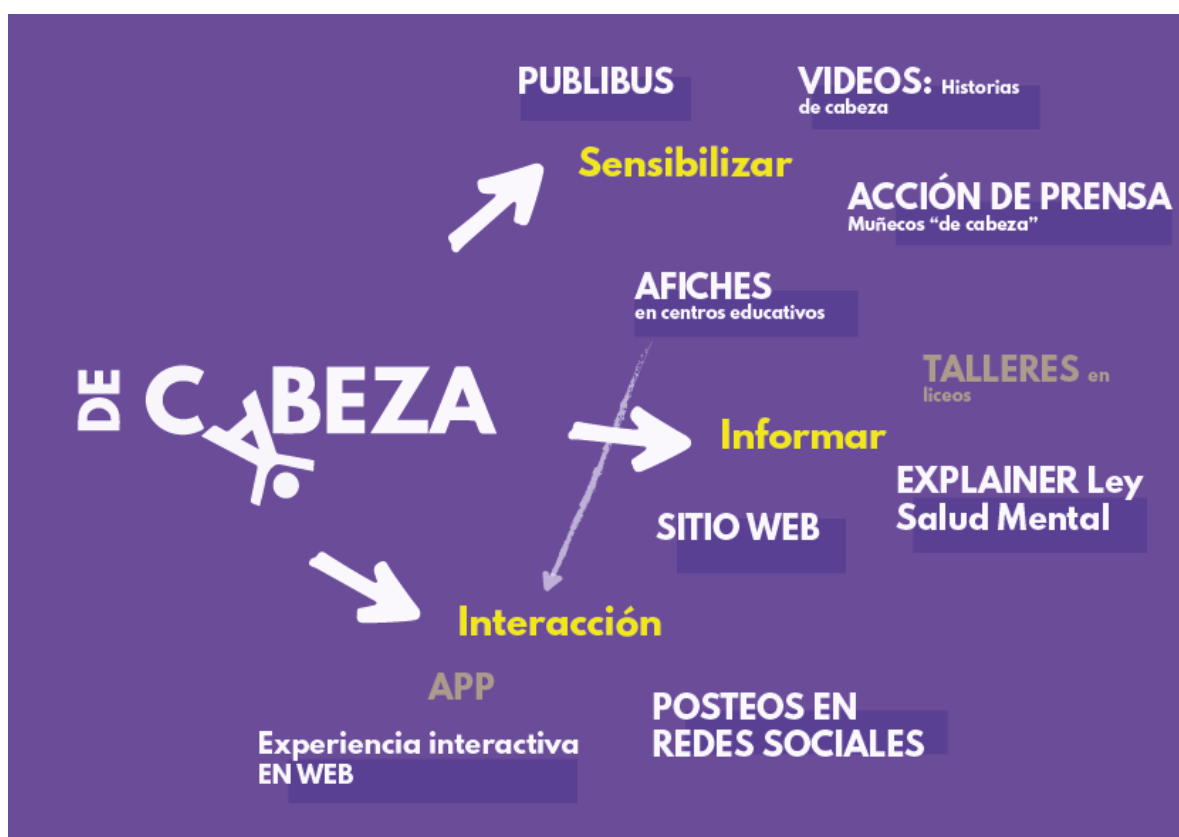 PUBLIBUS
VIDEOS: Historias
de cabeza
Sensibilizar
ACCIÓN DE PRENSA
Muñecos “de cabeza”
AFICHES
en centros educativos
TALLERES en
liceos
DE CABEZA
Informar
EXPLAINER Ley
Salud Mental
SITIO WEB
Interacción
APP
POSTEOS EN
REDES SOCIALES
Experiencia interactiva
EN WEB